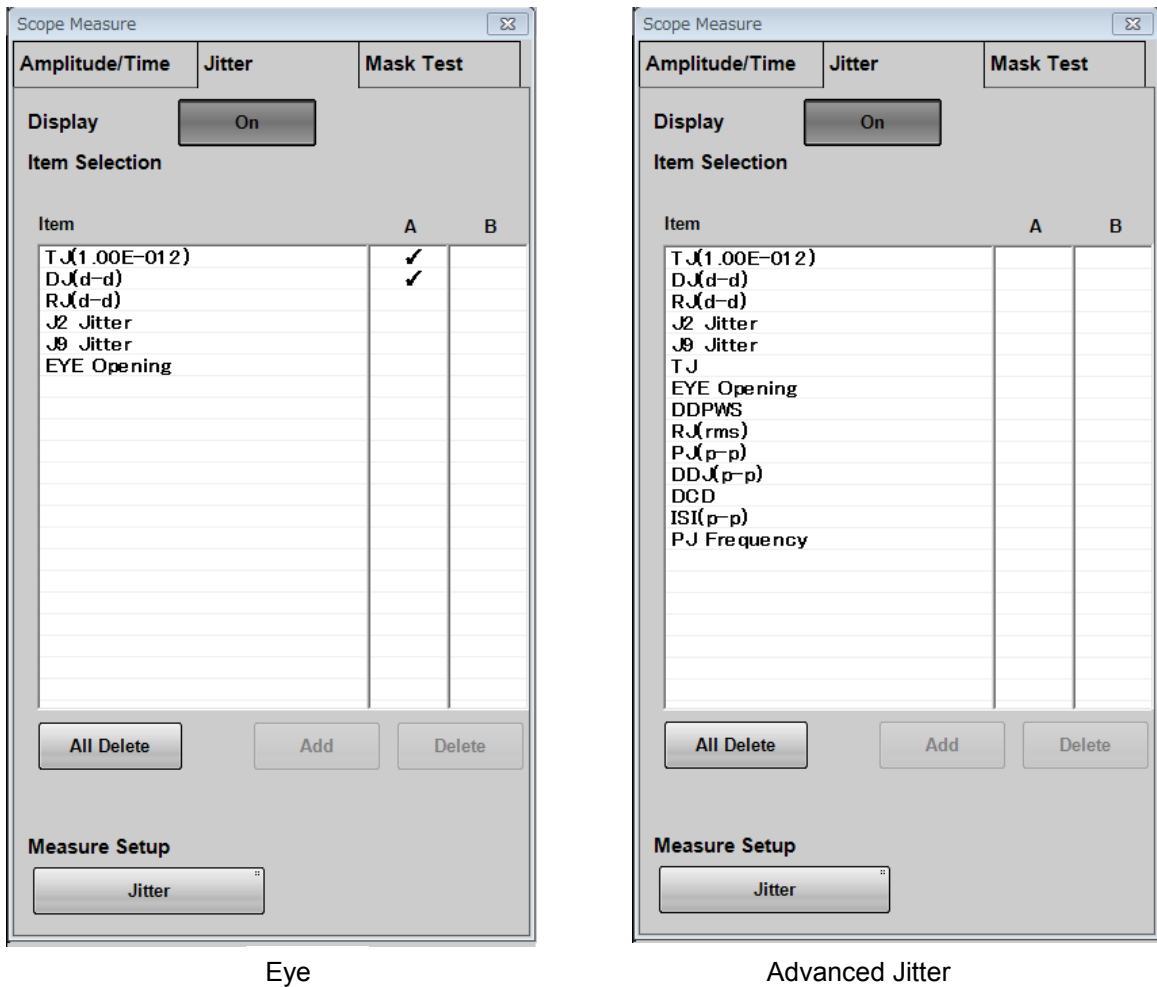 Scope Measure
Amplitude/Time Jitter Mask Test
Display On
Item Selection
Item A B
TJ(1.00E-012) ✓
DJ(d-d) ✓
RJ(d-d)
J2 Jitter
J9 Jitter
EYE Opening
All Delete Add Delete
Measure Setup
Jitter
Eye
Scope Measure
Amplitude/Time Jitter Mask Test
Display On
Item Selection
Item A B
TJ(1.00E-012)
DJ(d-d)
RJ(d-d)
J2 Jitter
J9 Jitter
TJ
EYE Opening
DDPWS
RJ(rms)
PJ(p-p)
DDJ(p-p)
DCD
ISI(p-p)
PJ Frequency
All Delete Add Delete
Measure Setup
Jitter
Advanced Jitter